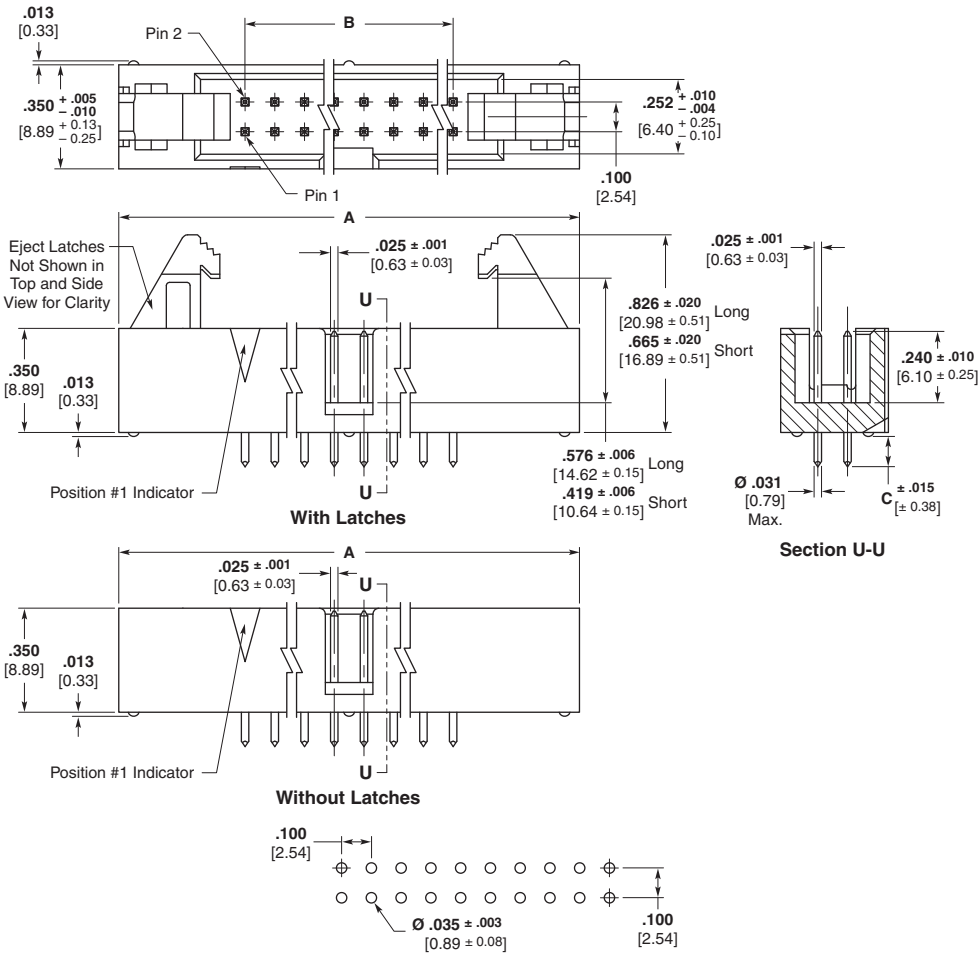 .013
[0.33]
Pin 2
B
.350 + .005 - .010
[8.89 + 0.13 - 0.25]
.252 + .010 - .004
[6.40 + 0.25 - 0.10]
.100
[2.54]
Pin 1
A
Eject Latches
Not Shown in
Top and Side
View for Clarity
.025 ± .001
[0.63 ± 0.03]
U
.826 ± .020
[20.98 ± 0.51] Long
.665 ± .020
[16.89 ± 0.51] Short
.350
[8.89]
.013
[0.33]
.576 ± .006
[14.62 ± 0.15] Long
.419 ± .006
[10.64 ± 0.15] Short
Position #1 Indicator
U
With Latches
.025 ± .001
[0.63 ± 0.03]
.240 ± .010
[6.10 ± 0.25]
Ø .031
[0.79]
Max.
C ± .015
[± 0.38]
Section U-U
A
.025 ± .001
[0.63 ± 0.03]
U
.350
[8.89]
.013
[0.33]
Position #1 Indicator
U
Without Latches
.100
[2.54]
Ø .035 ± .003
[0.89 ± 0.08]
.100
[2.54]